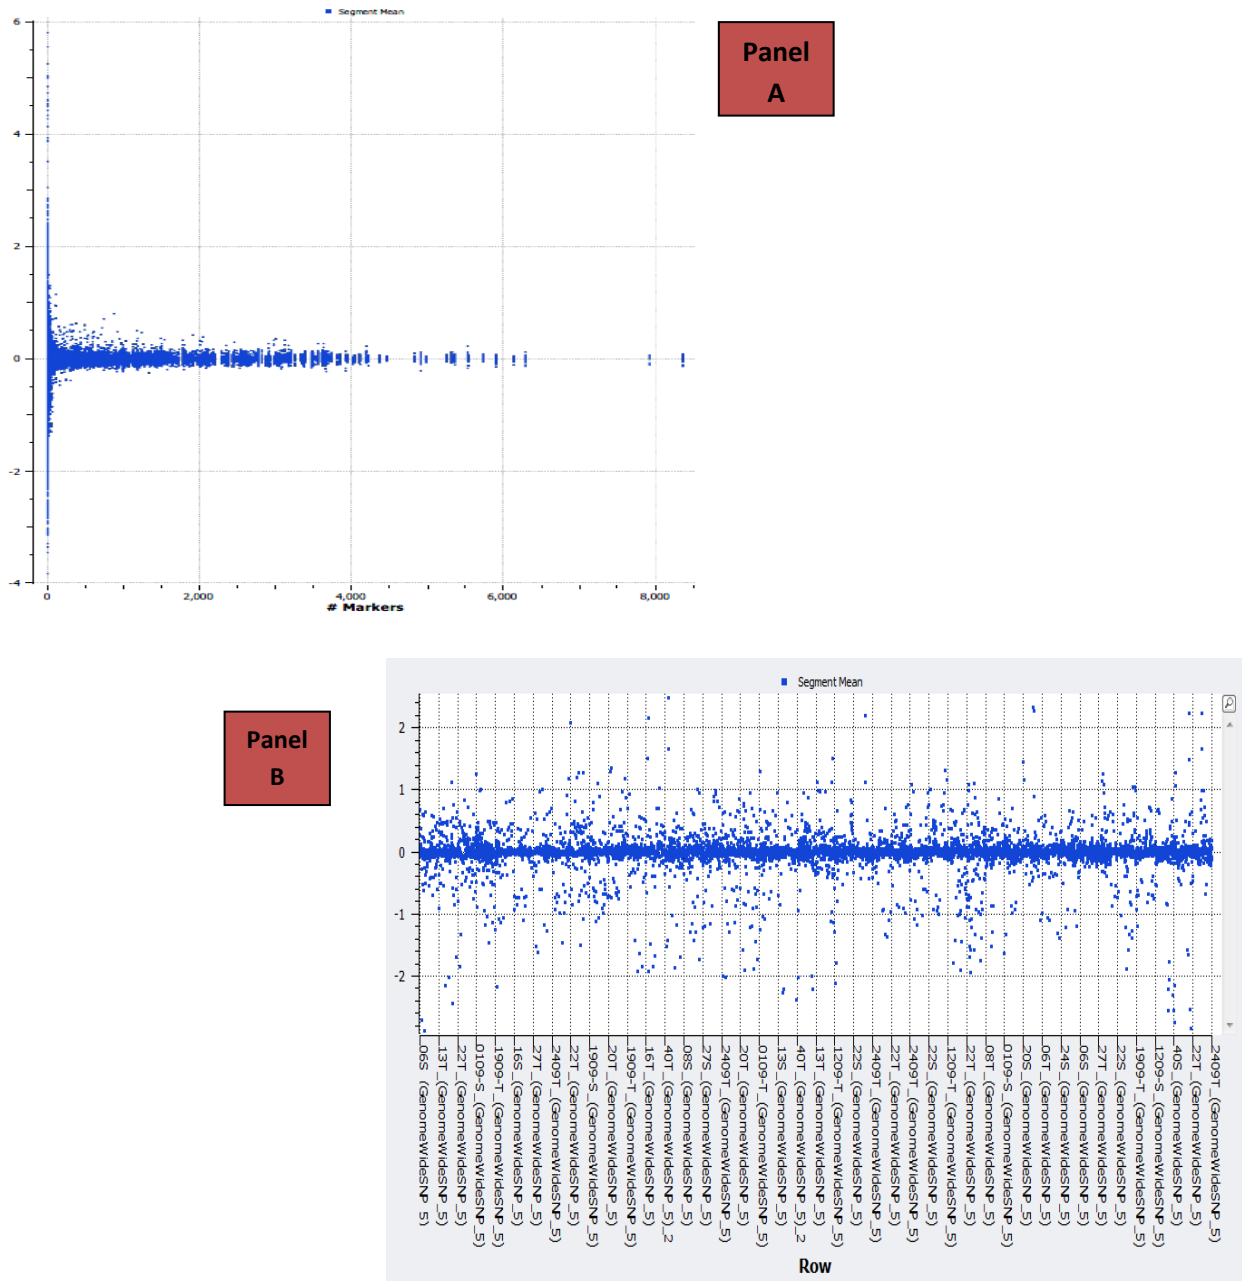 Segment Mean
Panel
A
6
4
2
0
-2
-4
0
2,000
4,000
6,000
8,000
# Markers
Panel
B
Segment Mean
2
1
0
-1
-2
06S_(GenomeWideSNP_5)
13T_(GenomeWideSNP_5)
22T_(GenomeWideSNP_5)
0109-S_(GenomeWideSNP_5)
1909-T_(GenomeWideSNP_5)
16S_(GenomeWideSNP_5)
27T_(GenomeWideSNP_5)
2409T_(GenomeWideSNP_5)
22T_(GenomeWideSNP_5)
1909-S_(GenomeWideSNP_5)
20T_(GenomeWideSNP_5)
1909-T_(GenomeWideSNP_5)
16T_(GenomeWideSNP_5)
40T_(GenomeWideSNP_5)_2
08S_(GenomeWideSNP_5)
27S_(GenomeWideSNP_5)
2409T_(GenomeWideSNP_5)
20T_(GenomeWideSNP_5)
0109-T_(GenomeWideSNP_5)
13S_(GenomeWideSNP_5)
40T_(GenomeWideSNP_5)_2
13T_(GenomeWideSNP_5)
1209-T_(GenomeWideSNP_5)
22S_(GenomeWideSNP_5)
2409T_(GenomeWideSNP_5)
22T_(GenomeWideSNP_5)
2409T_(GenomeWideSNP_5)
22S_(GenomeWideSNP_5)
1209-T_(GenomeWideSNP_5)
22T_(GenomeWideSNP_5)
08T_(GenomeWideSNP_5)
0109-S_(GenomeWideSNP_5)
20S_(GenomeWideSNP_5)
06T_(GenomeWideSNP_5)
24S_(GenomeWideSNP_5)
06S_(GenomeWideSNP_5)
27T_(GenomeWideSNP_5)
22S_(GenomeWideSNP_5)
1909-T_(GenomeWideSNP_5)
1209-S_(GenomeWideSNP_5)
40S_(GenomeWideSNP_5)
22T_(GenomeWideSNP_5)
2409T_(GenomeWideSNP_5)
Row